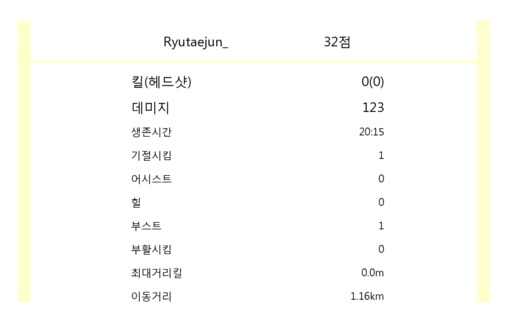 Ryutaejun_ 32점
킬(헤드샷) 0(0)
데미지 123
생존시간 20:15
기절시킴 1
어시스트 0
힐 0
부스트 1
부활시킴 0
최대거리킬 0.0m
이동거리 1.16km